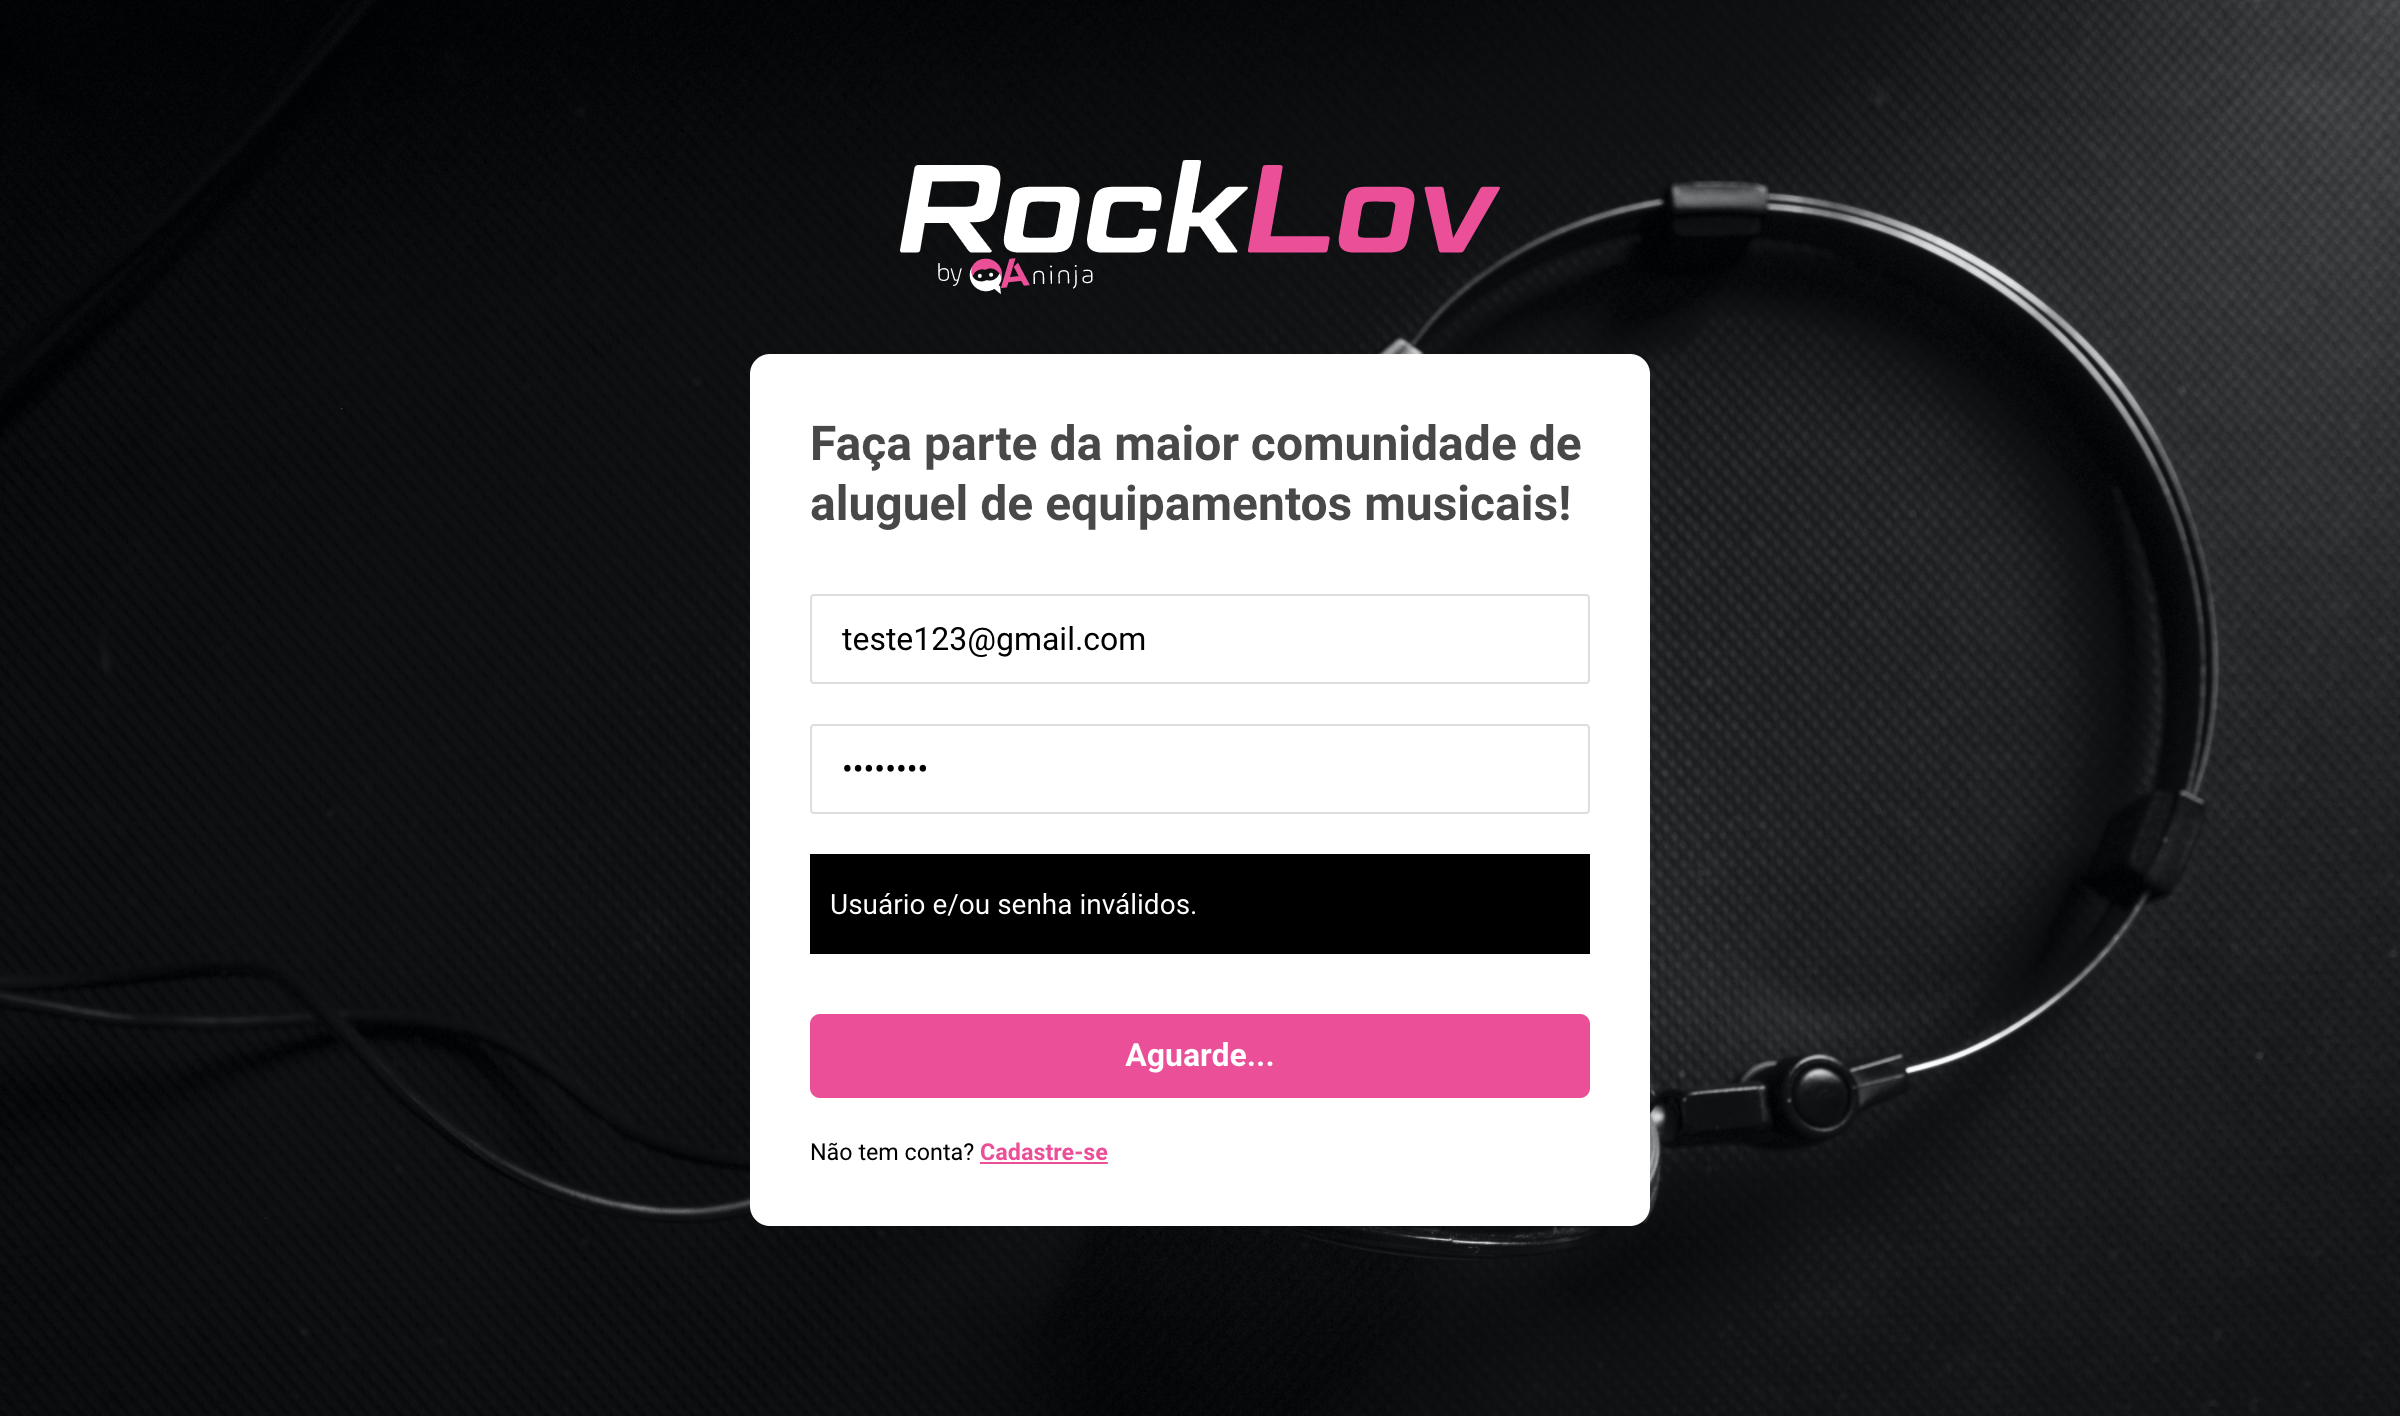 RockLov
by QAninja
Faça parte da maior comunidade de
aluguel de equipamentos musicais!
teste123@gmail.com
••••••••
Usuário e/ou senha inválidos.
Aguarde...
Não tem conta? Cadastre-se